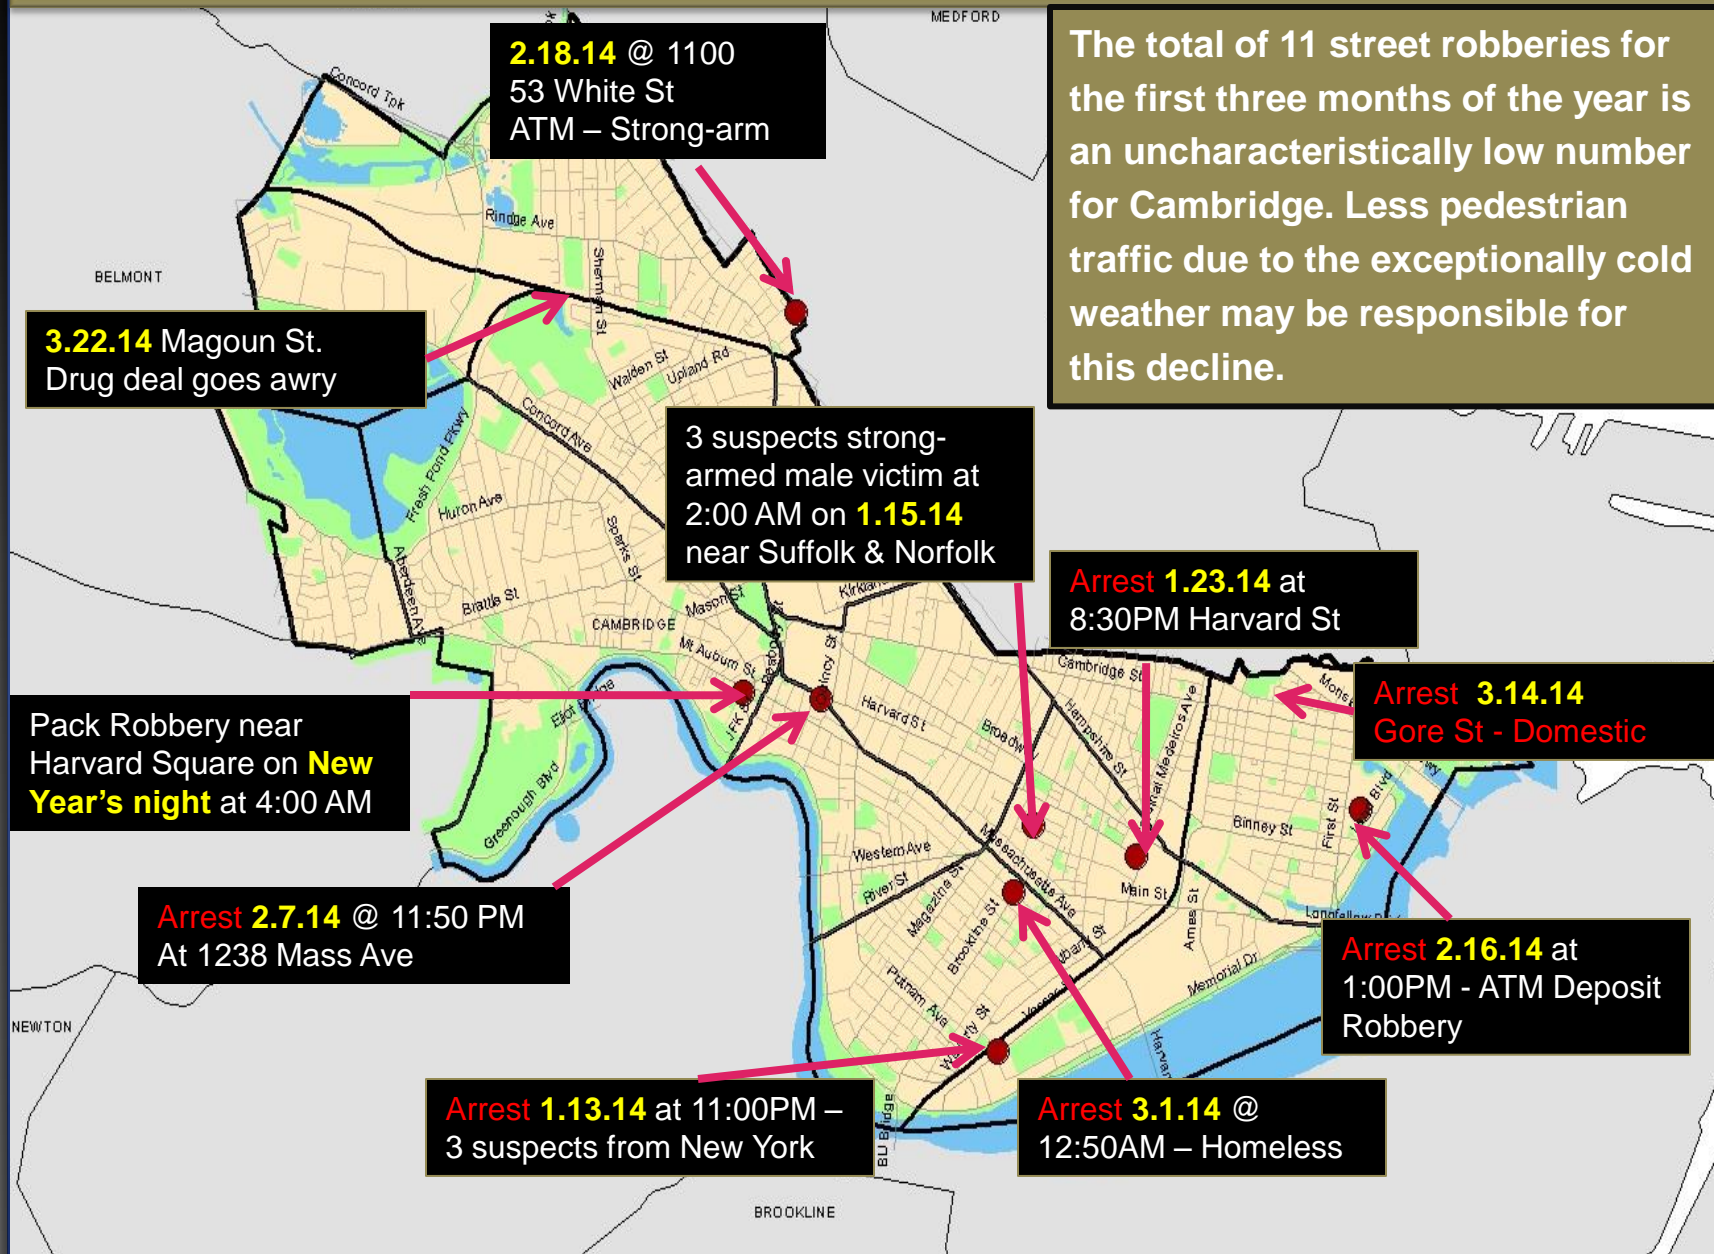 MEDFORD
The total of 11 street robberies for
the first three months of the year is
an uncharacteristically low number
for Cambridge. Less pedestrian
traffic due to the exceptionally cold
weather may be responsible for
this decline.
2.18.14 @ 1100
53 White St
ATM – Strong-arm
Concord Tpk
Rindge Ave
Sherman St
BELMONT
3.22.14 Magoun St.
Drug deal goes awry
Walden St
Upland Rd
Concord Ave
Fresh Pond Pkwy
Huron Ave
Sparks St
3 suspects strong-
armed male victim at
2:00 AM on 1.15.14
near Suffolk & Norfolk
Arrest 1.23.14 at
8:30PM Harvard St
Aberdeen Ave
Brattle St
Mason St
CAMBRIDGE
Mt Auburn St
Cambridge St
Arrest 3.14.14
Gore St - Domestic
Pack Robbery near
Harvard Square on New
Year's night at 4:00 AM
Harvard St
Broadway
Hampshire St
Greenough Blvd
First St
Binney St
Western Ave
River St
Magazine St
Massachusetts Ave
Main St
Ames St
Brookline St
Arrest 2.7.14 @ 11:50 PM
At 1238 Mass Ave
Putnam Ave
Memorial Dr
Arrest 2.16.14 at
1:00PM - ATM Deposit
Robbery
NEWTON
Arrest 1.13.14 at 11:00PM –
3 suspects from New York
Arrest 3.1.14 @
12:50AM – Homeless
BU Bridge
BROOKLINE